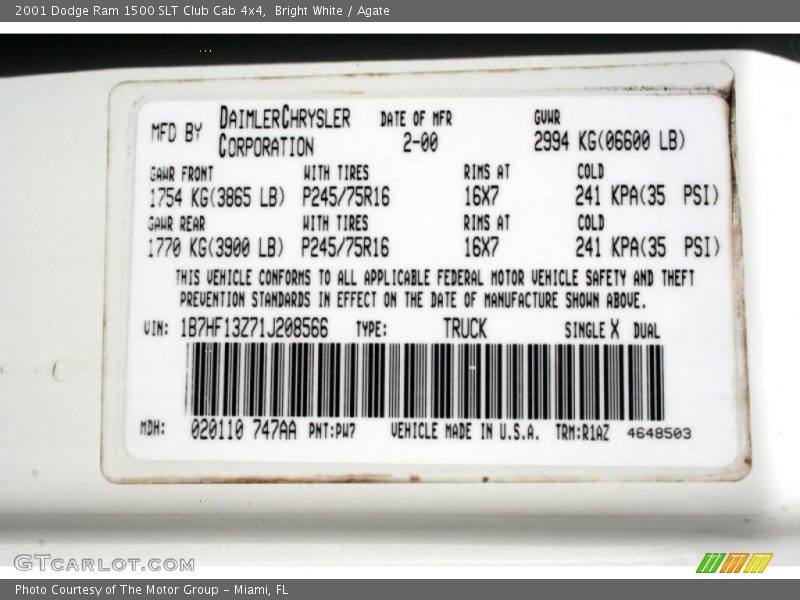 2001 Dodge Ram 1500 SLT Club Cab 4x4,  Bright White / Agate
MFD BY DAIMLERCHRYSLER CORPORATION DATE OF MFR 2-00 GVWR 2994 KG(06600 LB)
GAWR FRONT WITH TIRES RIMS AT COLD
1754 KG(3865 LB) P245/75R16 16X7 241 KPA(35 PSI)
GAWR REAR WITH TIRES RIMS AT COLD
1770 KG(3900 LB) P245/75R16 16X7 241 KPA(35 PSI)
THIS VEHICLE CONFORMS TO ALL APPLICABLE FEDERAL MOTOR VEHICLE SAFETY AND THEFT
PREVENTION STANDARDS IN EFFECT ON THE DATE OF MANUFACTURE SHOWN ABOVE.
VIN: 1B7HF13Z71J208566 TYPE: TRUCK SINGLE X DUAL
MDH: 020110 747AA PNT:PW7 VEHICLE MADE IN U.S.A. TRM:R1AZ 4648503
GTCARLOT.COM
Photo Courtesy of The Motor Group – Miami, FL